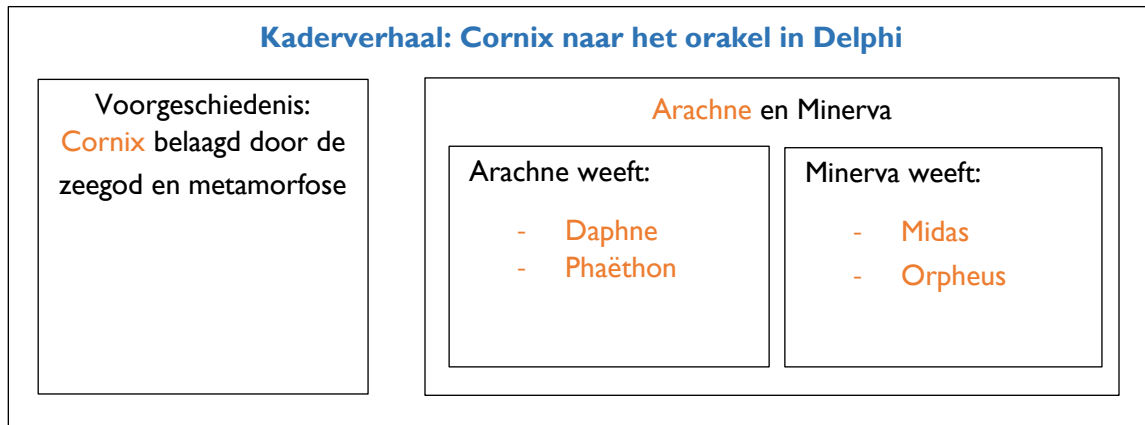 Kaderverhaal: Cornix naar het orakel in Delphi
Voorgeschiedenis:
Cornix belaagd door de
zeegod en metamorfose
Arachne en Minerva
Arachne weeft:
- Daphne
- Phaëthon
Minerva weeft:
- Midas
- Orpheus